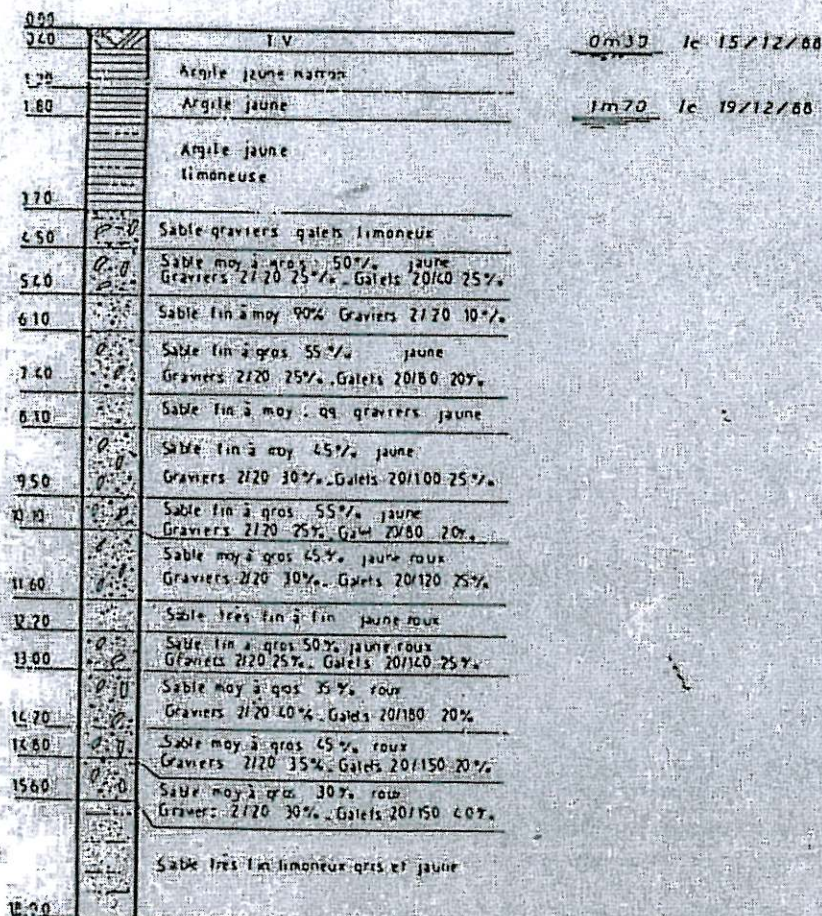 0.00
0.40
T.V
0m30 le 15/12/88
Argile jaune marron
1.20
Argile jaune
1m70 le 19/12/88
1.80
Argile jaune
limoneuse
3.70
Sable graviers galets limoneux
4.50
Sable moy à gros 50% jaune
Graviers 2/20 25%. Galets 20/40 25%
5.40
Sable fin à moy 90% Graviers 2/20 10%
6.10
Sable fin à gros 55% jaune
Graviers 2/20 25%. Galets 20/80 20%
7.40
Sable fin à moy. qq graviers jaune
8.10
Sable fin à moy 45% jaune
Graviers 2/20 30%. Galets 20/100 25%
9.50
Sable fin à gros 55% jaune
10.10
Graviers 2/20 25%. Galet 20/80 20%
Sable moy à gros 45% jaune roux
Graviers 2/20 30%. Galets 20/120 25%
11.60
Sable très fin à fin jaune roux
12.20
Sable fin à gros 50% jaune roux
13.00
Graviers 2/20 25%. Galets 20/140 25%
Sable moy à gros 35% roux
Graviers 2/20 40%. Galets 20/180 20%
14.20
14.80
Sable moy à gros 45% roux
Graviers 2/20 35%. Galets 20/150 20%
15.60
Sable moy à gros 30% roux
Graviers 2/20 30%. Galets 20/150 40%
Sable très fin limoneux gris et jaune